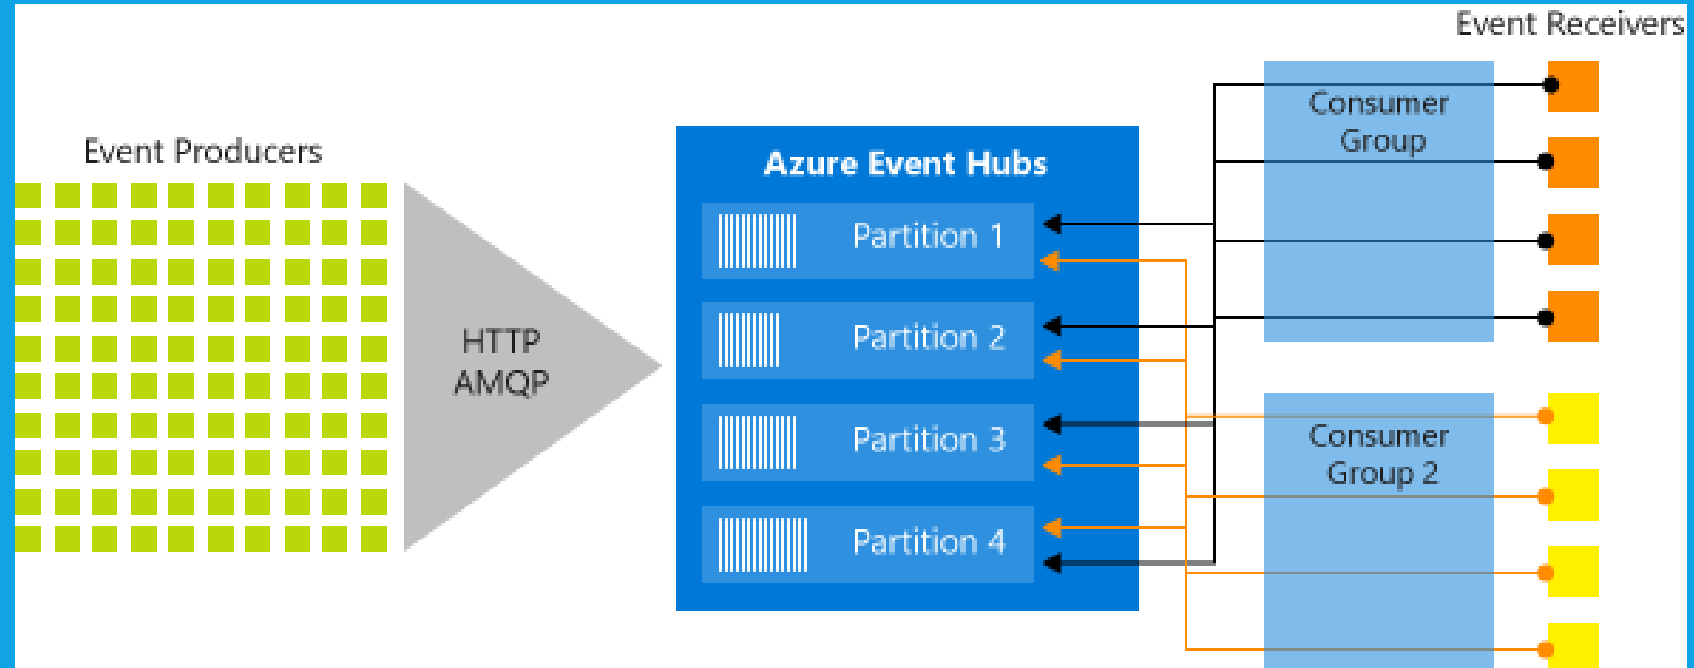 Event Receivers
Consumer
Group
Event Producers
Azure Event Hubs
Partition 1
HTTP
AMQP
Partition 2
Partition 3
Consumer
Group 2
Partition 4